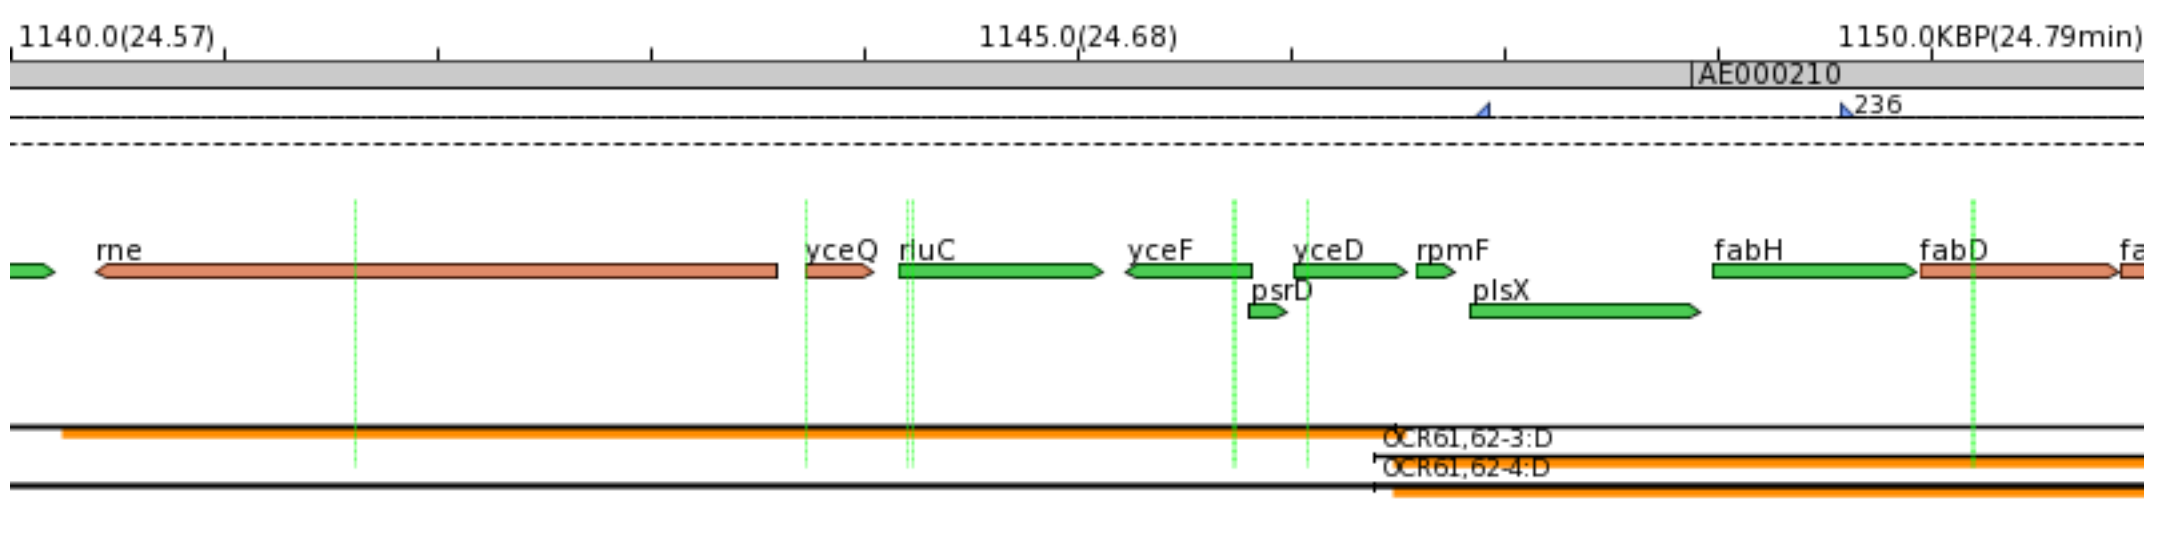 1140.0(24.57) 1145.0(24.68) 1150.0KBP(24.79min)
AE000210
236
rne yceQ rluC yceF yceD rpmF fabH fabD fa
psrD plsX
OCR61,62-3:D
OCR61,62-4:D